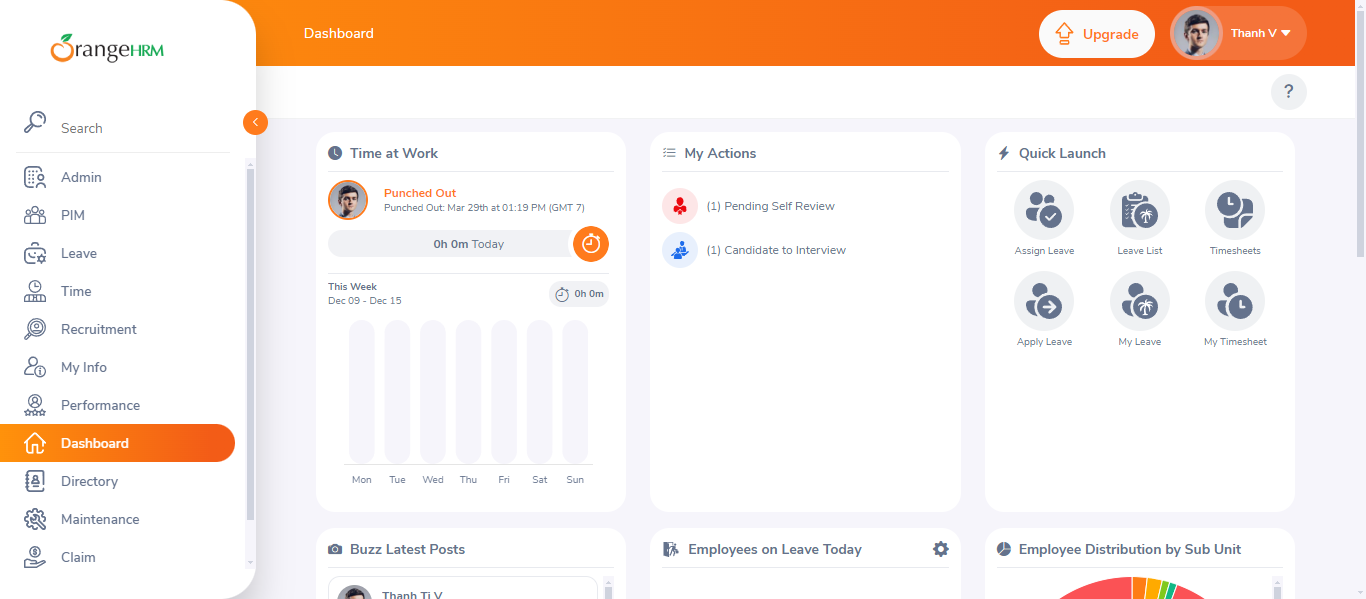 OrangeHRM
Search
Admin
PIM
Leave
Time
Recruitment
My Info
Performance
Dashboard
Directory
Maintenance
Claim
Dashboard
Upgrade
Thanh V
?
Time at Work
Punched Out
Punched Out: Mar 29th at 01:19 PM (GMT 7)
0h 0m Today
This Week
Dec 09 - Dec 15
0h 0m
Mon Tue Wed Thu Fri Sat Sun
My Actions
(1) Pending Self Review
(1) Candidate to Interview
Quick Launch
Assign Leave Leave List Timesheets
Apply Leave My Leave My Timesheet
Buzz Latest Posts
Thanh Ti V
Employees on Leave Today
Employee Distribution by Sub Unit